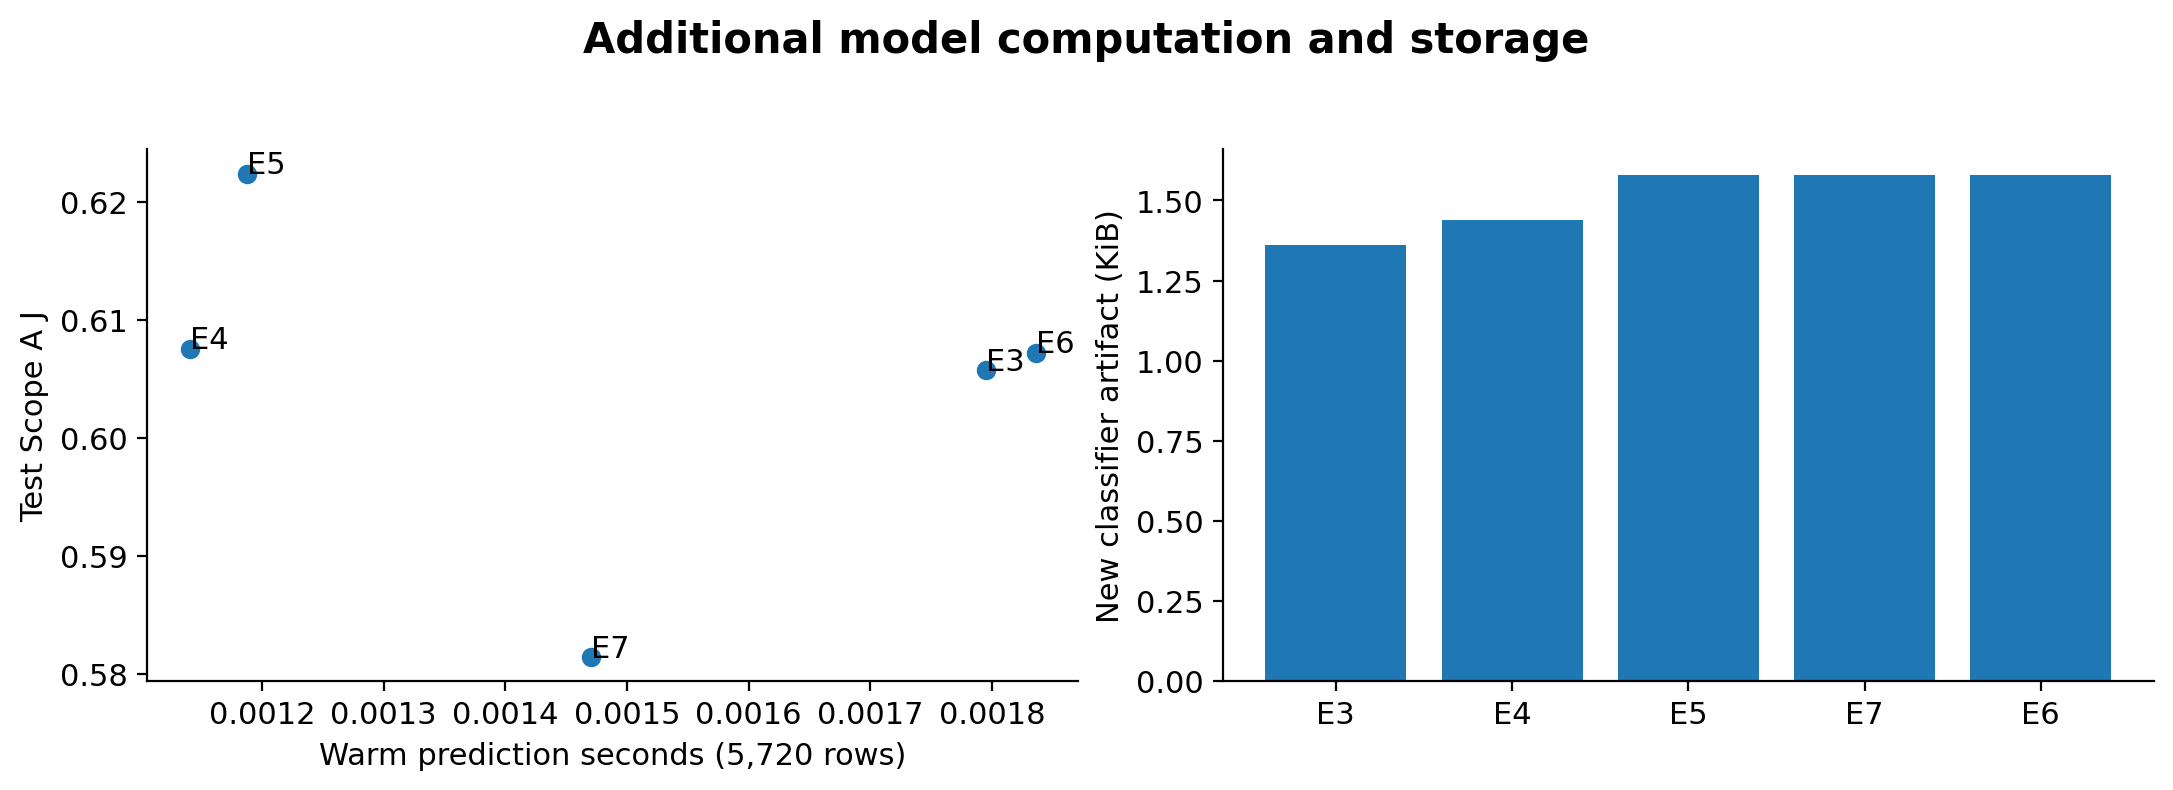 Additional model computation and storage
Test Scope A J
0.62
0.61
0.60
0.59
0.58
E5
E4
E6
E3
E7
0.0012 0.0013 0.0014 0.0015 0.0016 0.0017 0.0018
Warm prediction seconds (5,720 rows)
New classifier artifact (KiB)
1.50
1.25
1.00
0.75
0.50
0.25
0.00
E3 E4 E5 E7 E6